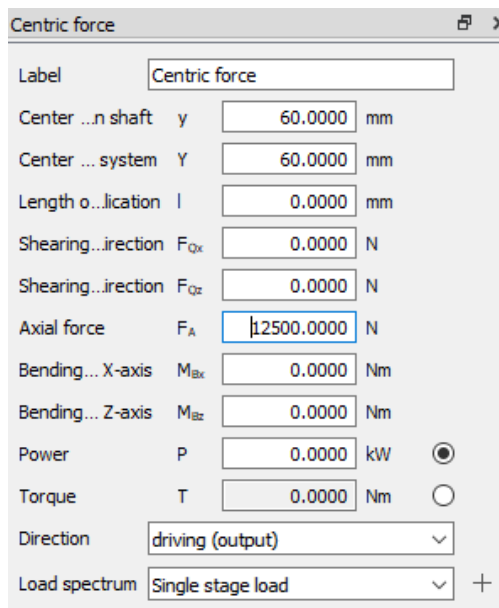 Centric force
Label Centric force
Center ...n shaft y 60.0000 mm
Center ... system Y 60.0000 mm
Length o...lication l 0.0000 mm
Shearing...irection FQx 0.0000 N
Shearing...irection FQz 0.0000 N
Axial force FA 12500.0000 N
Bending... X-axis MBx 0.0000 Nm
Bending... Z-axis MBz 0.0000 Nm
Power P 0.0000 kW
Torque T 0.0000 Nm
Direction driving (output)
Load spectrum Single stage load